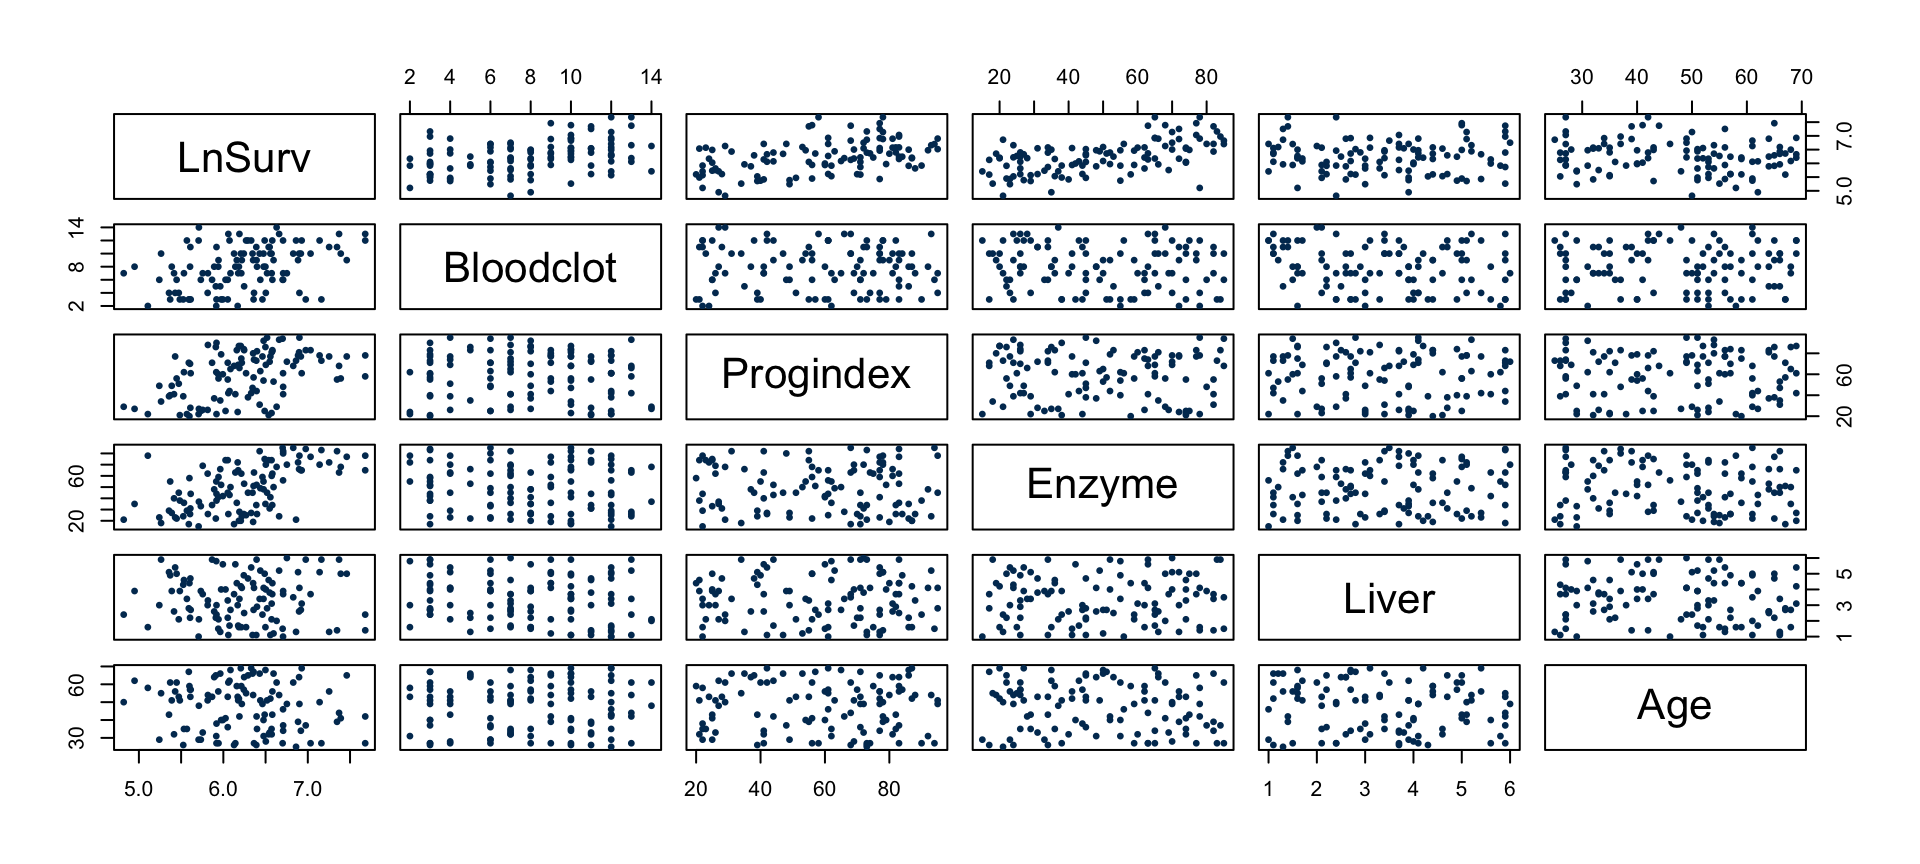 2 4 6 8 10 14
20 40 60 80
30 40 50 60 70
LnSurv
5.0 7.0
2 8 14
Bloodclot
Progindex
20 60
20 60
Enzyme
Liver
1 3 5
30 60
Age
5.0 6.0 7.0
20 40 60 80
1 2 3 4 5 6